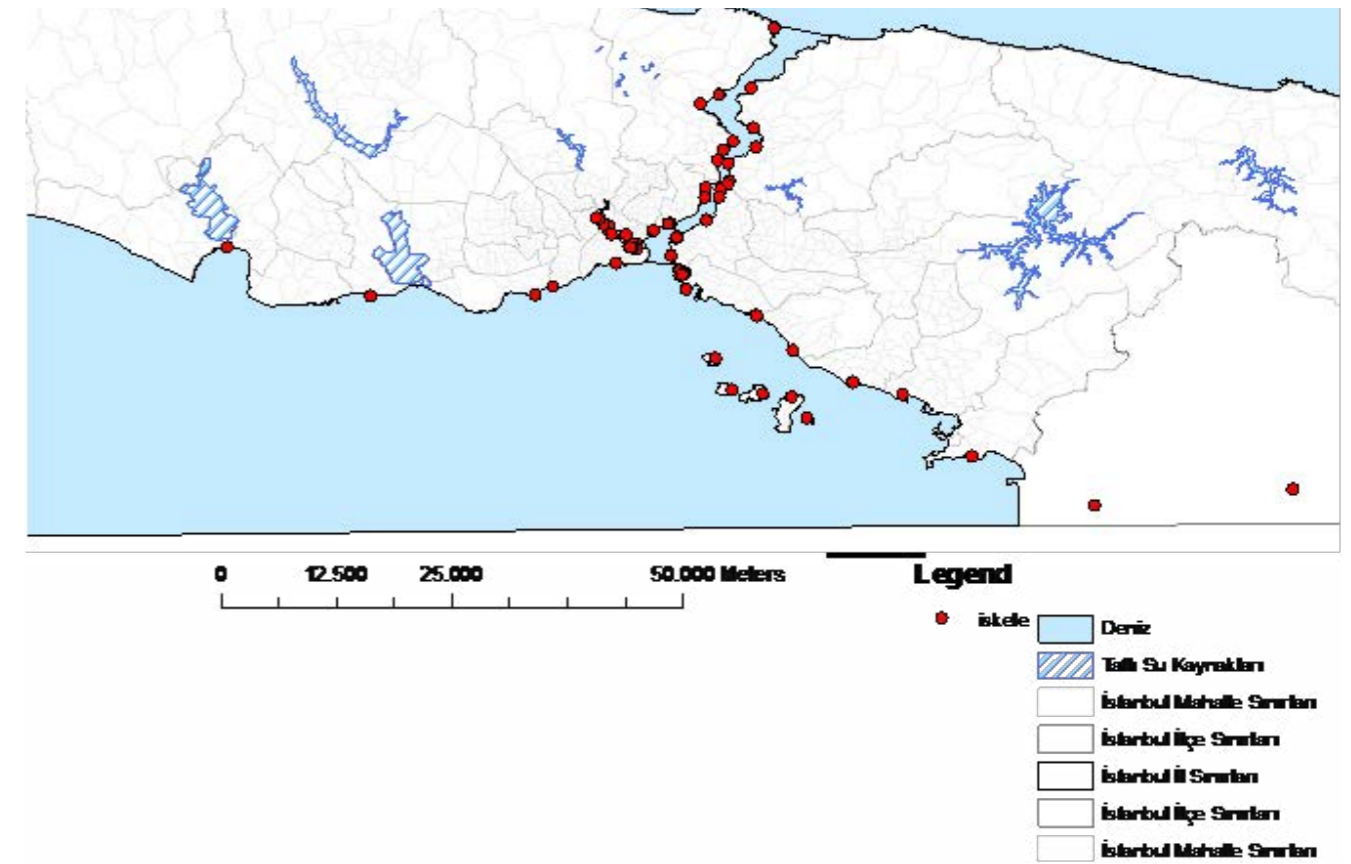 0 12.500 25.000 50.000 Meters
Legend
iskele
Deniz
Tatlı Su Kaynakları
İstanbul Mahalle Sınırları
İstanbul İlçe Sınırları
İstanbul İl Sınırları
İstanbul İlçe Sınırları
İstanbul Mahalle Sınırları